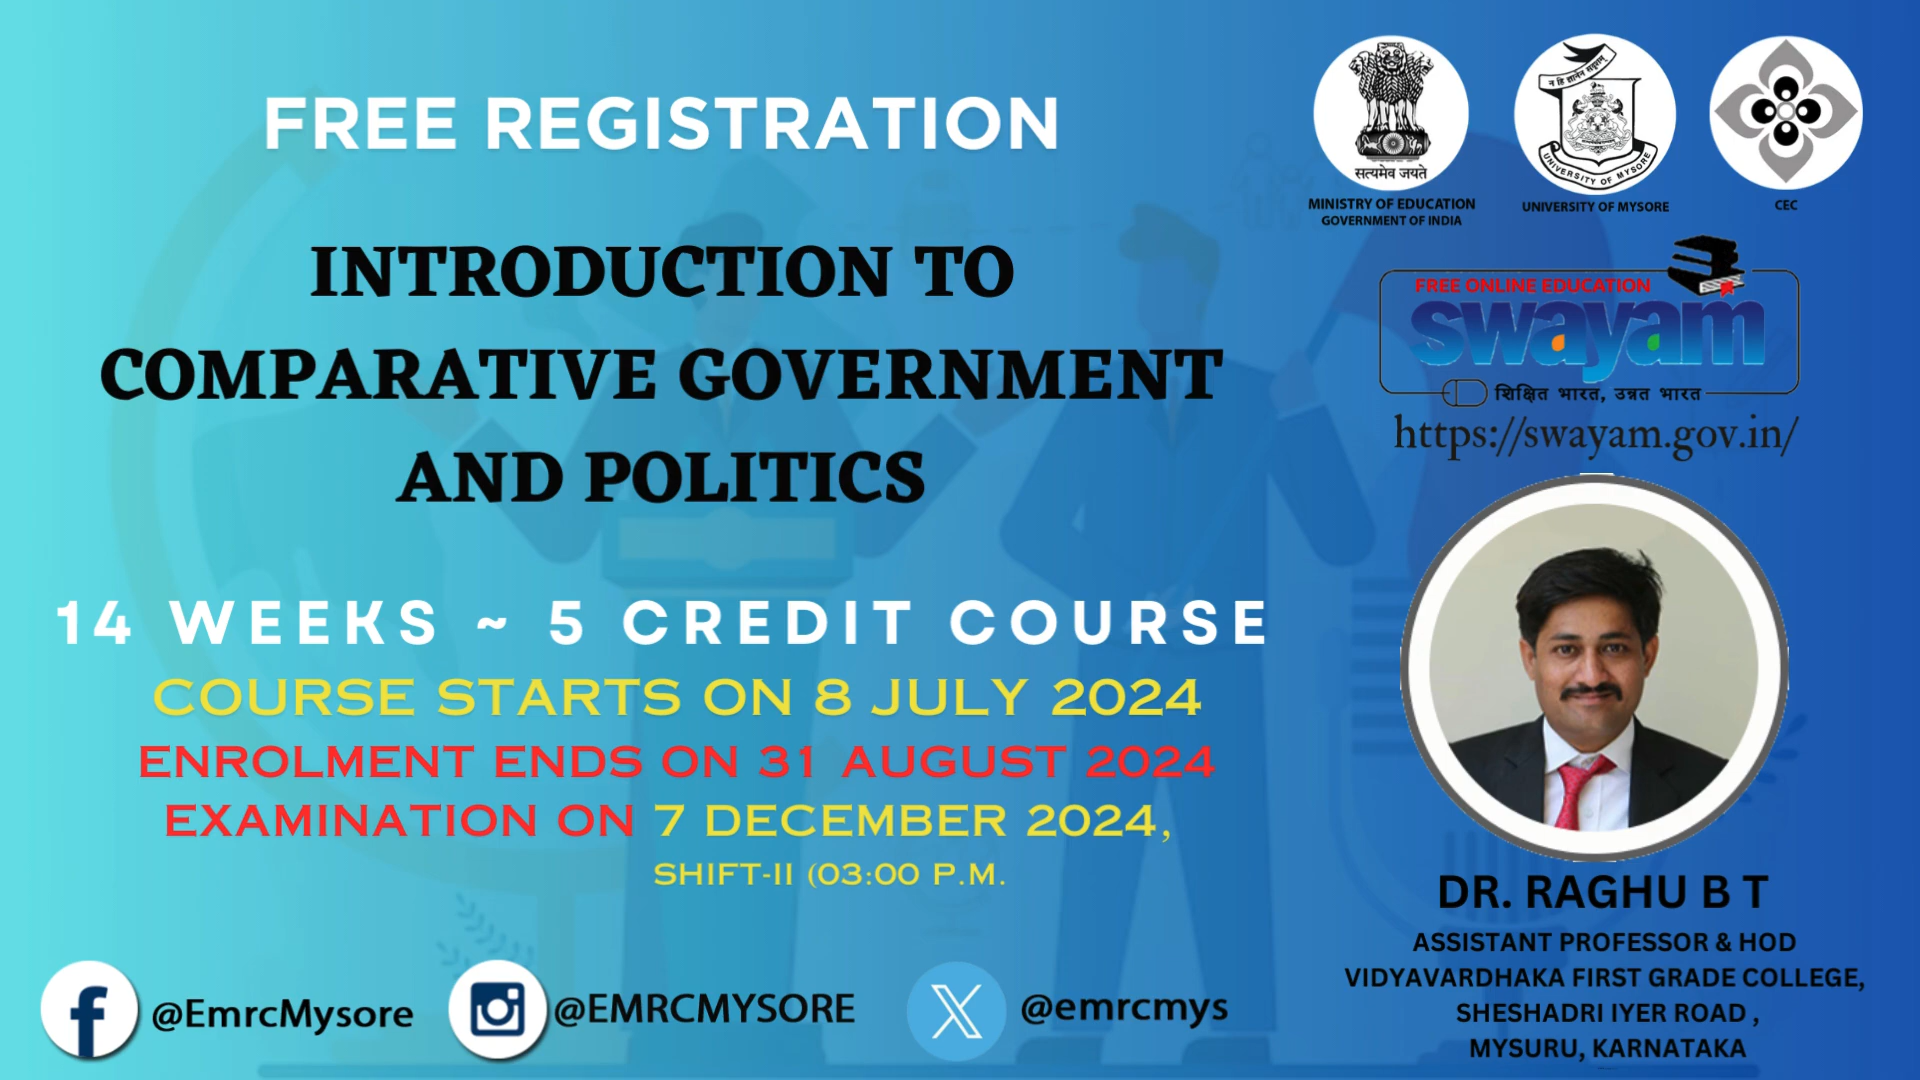 FREE REGISTRATION
INTRODUCTION TO
COMPARATIVE GOVERNMENT
AND POLITICS
14 WEEKS ~ 5 CREDIT COURSE
COURSE STARTS ON 8 JULY 2024
ENROLMENT ENDS ON 31 AUGUST 2024
EXAMINATION ON 7 DECEMBER 2024,
SHIFT-II (03:00 P.M.
@EmrcMysore
@EMRCMYSORE
@emrcmys
सत्यमेव जयते
MINISTRY OF EDUCATION
GOVERNMENT OF INDIA
न हि ज्ञानेन सदृशम्
UNIVERSITY OF MYSORE
UNIVERSITY OF MYSORE
CEC
FREE ONLINE EDUCATION
swayam
शिक्षित भारत, उन्नत भारत
https://swayam.gov.in/
DR. RAGHU B T
ASSISTANT PROFESSOR & HOD
VIDYAVARDHAKA FIRST GRADE COLLEGE,
SHESHADRI IYER ROAD ,
MYSURU, KARNATAKA